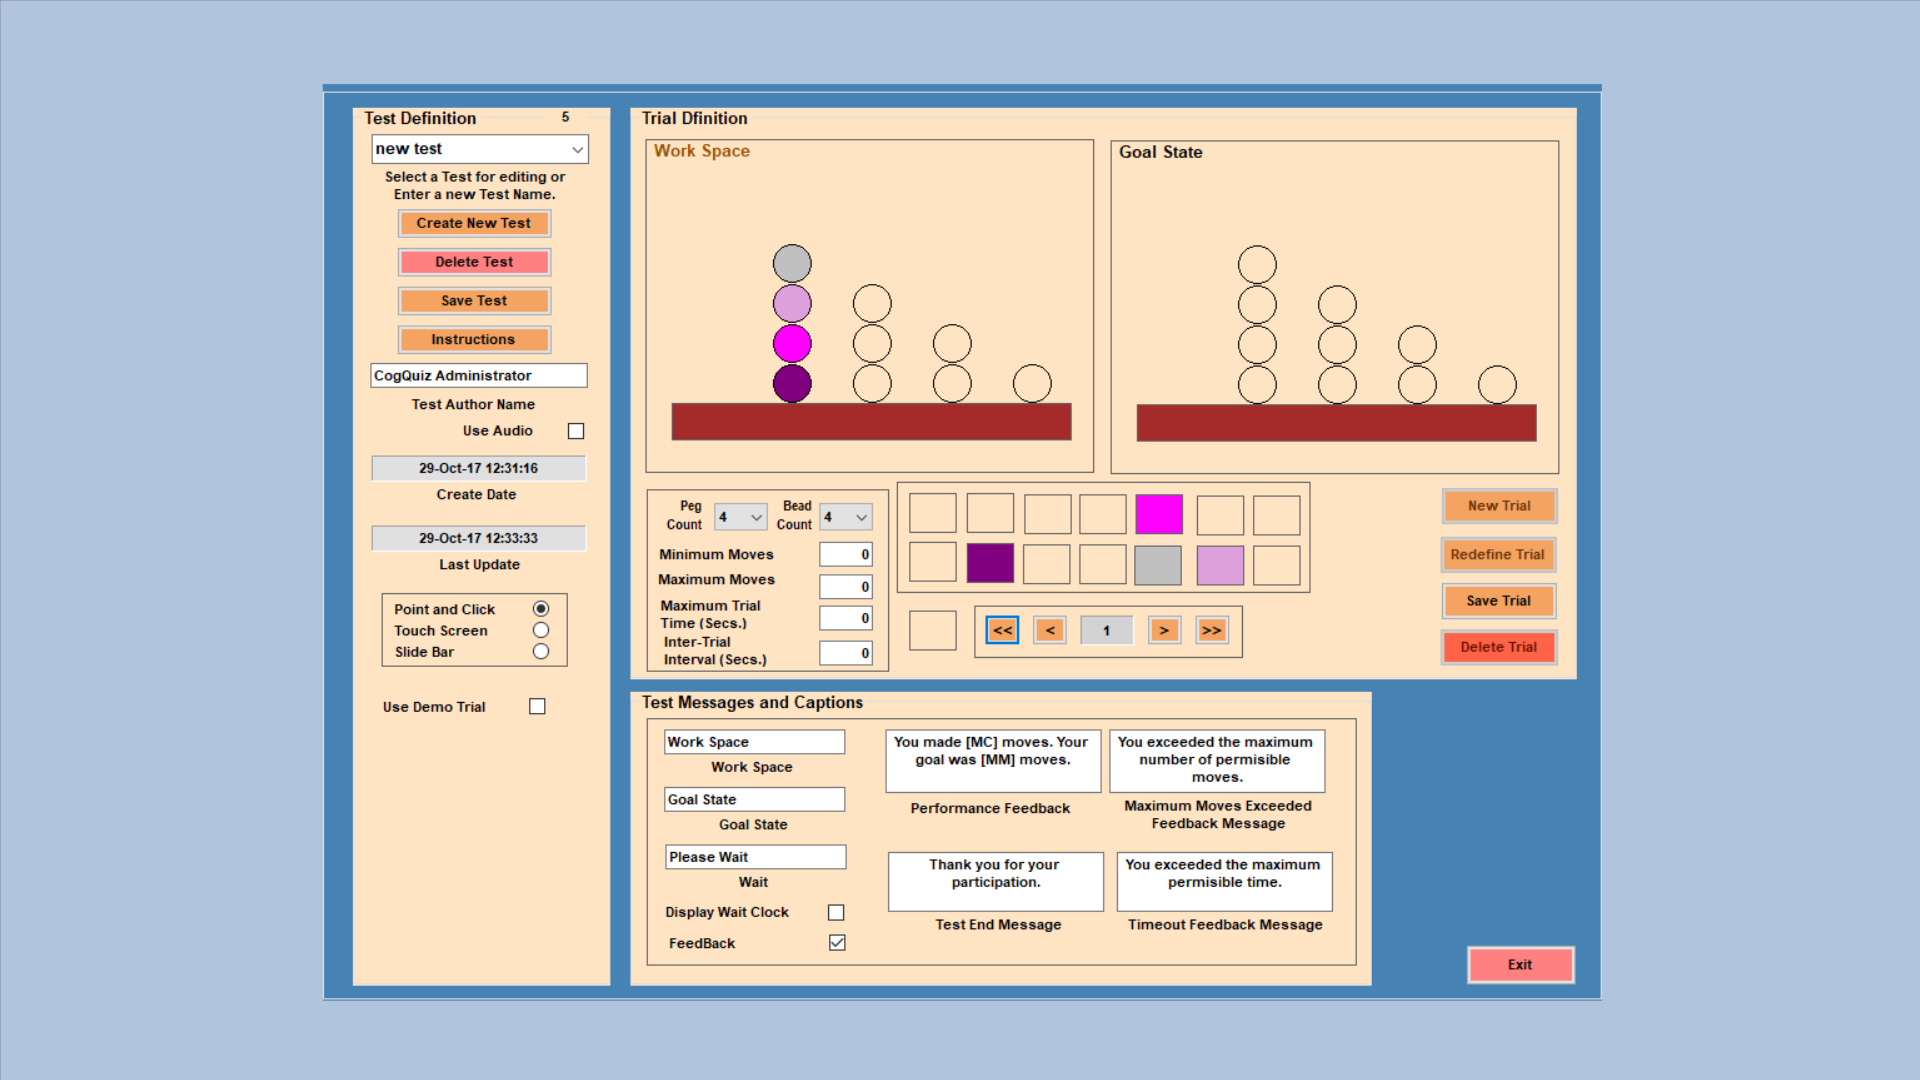 Test Definition 5
new test
Select a Test for editing or
Enter a new Test Name.
Create New Test
Delete Test
Save Test
Instructions
CogQuiz Administrator
Test Author Name
Use Audio
29-Oct-17 12:31:16
Create Date
29-Oct-17 12:33:33
Last Update
Point and Click
Touch Screen
Slide Bar
Use Demo Trial
Trial Dfinition
Work Space
Goal State
Peg
Count
4
Bead
Count
4
Minimum Moves 0
Maximum Moves 0
Maximum Trial
Time (Secs.) 0
Inter-Trial
Interval (Secs.) 0
<< < 1 > >>
New Trial
Redefine Trial
Save Trial
Delete Trial
Test Messages and Captions
Work Space
Work Space
Goal State
Goal State
Please Wait
Wait
Display Wait Clock
FeedBack
You made [MC] moves. Your
goal was [MM] moves.
Performance Feedback
You exceeded the maximum
number of permisible
moves.
Maximum Moves Exceeded
Feedback Message
Thank you for your
participation.
Test End Message
You exceeded the maximum
permisible time.
Timeout Feedback Message
Exit